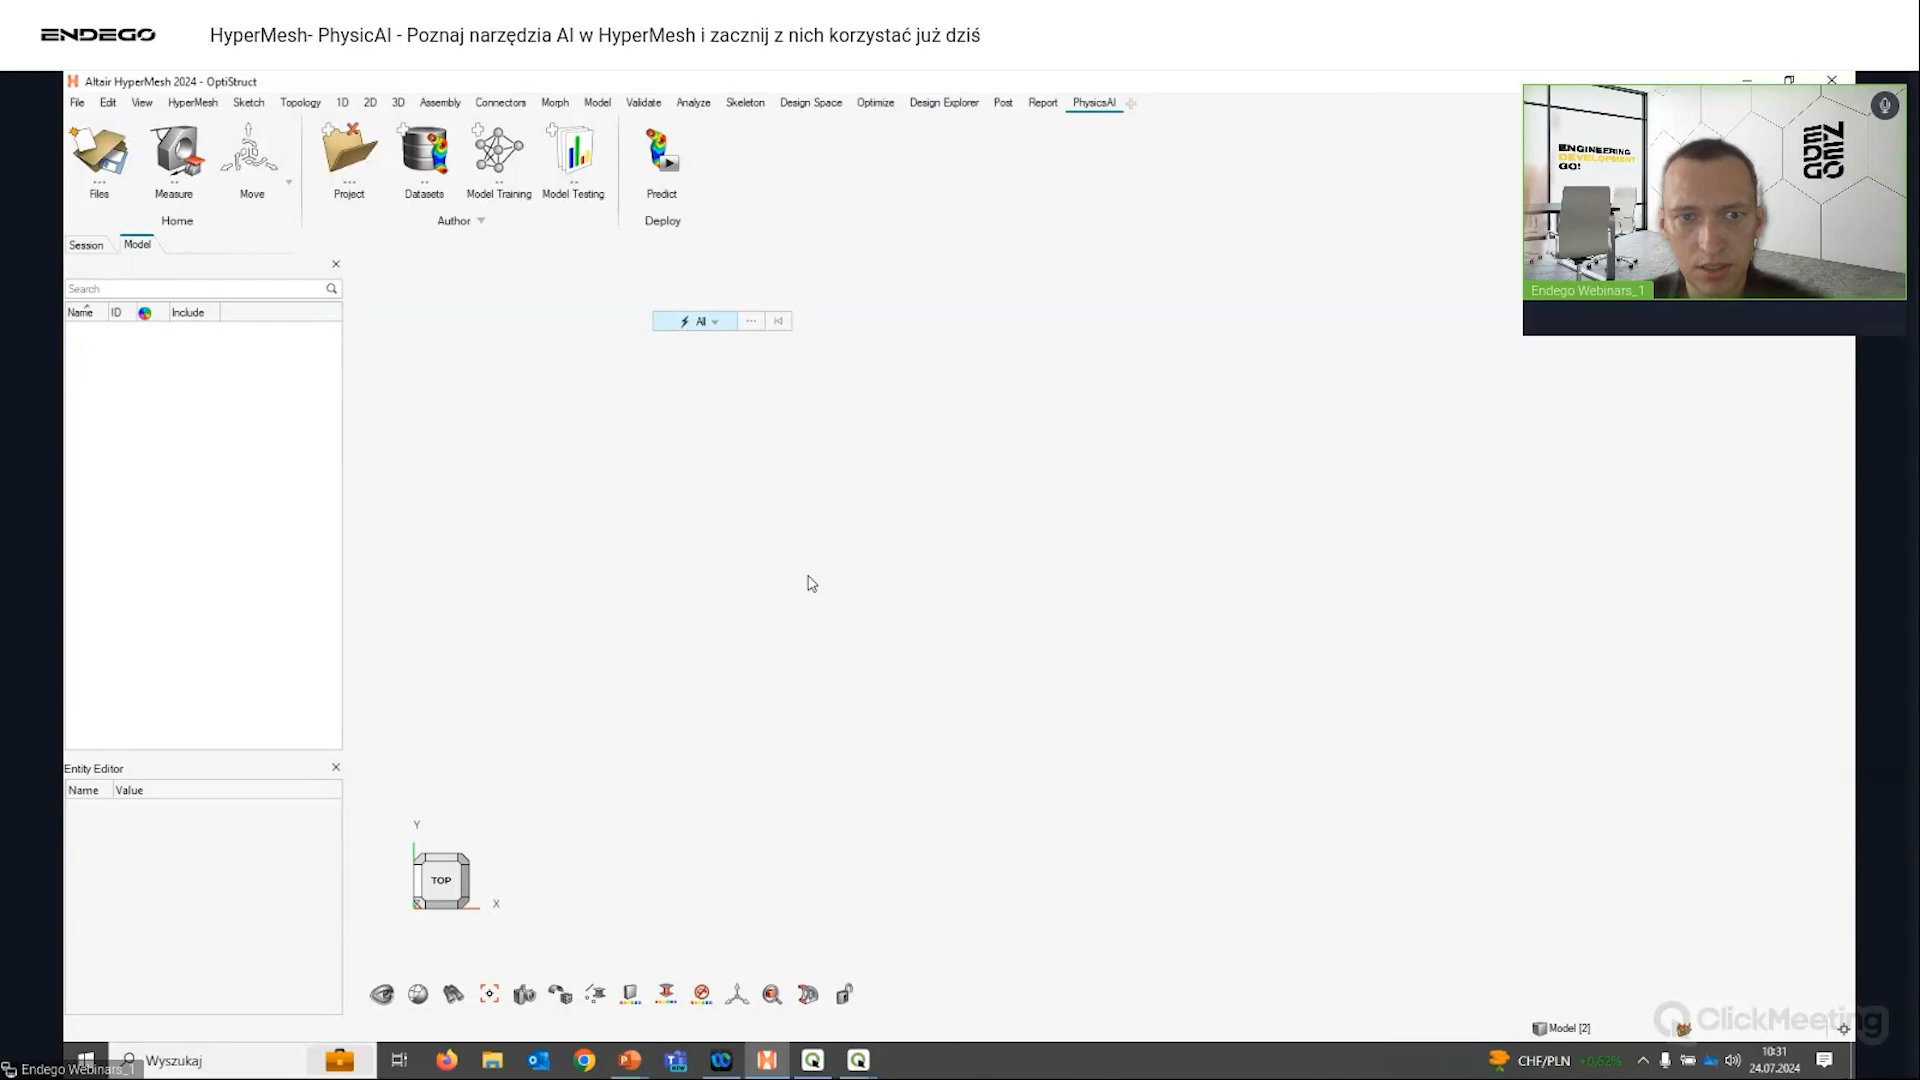 ENDEGO
HyperMesh- PhysicAI - Poznaj narzędzia AI w HyperMesh i zacznij z nich korzystać już dziś
Altair HyperMesh 2024 - OptiStruct
File Edit View HyperMesh Sketch Topology 1D 2D 3D Assembly Connectors Morph Model Validate Analyze Skeleton Design Space Optimize Design Explorer Post Report PhysicsAI
Files Measure Move Project Datasets Model Training Model Testing Predict
Home Author Deploy
Session Model
Search
Name ID Include
All
ENGINEERING
DEVELOPMENT
GO!
Endego Webinars_1
Entity Editor
Name Value
Y
TOP
X
Model [2]
ClickMeeting
Wyszukaj
Endego Webinars_1
CHF/PLN +0,62%
10:31
24.07.2024